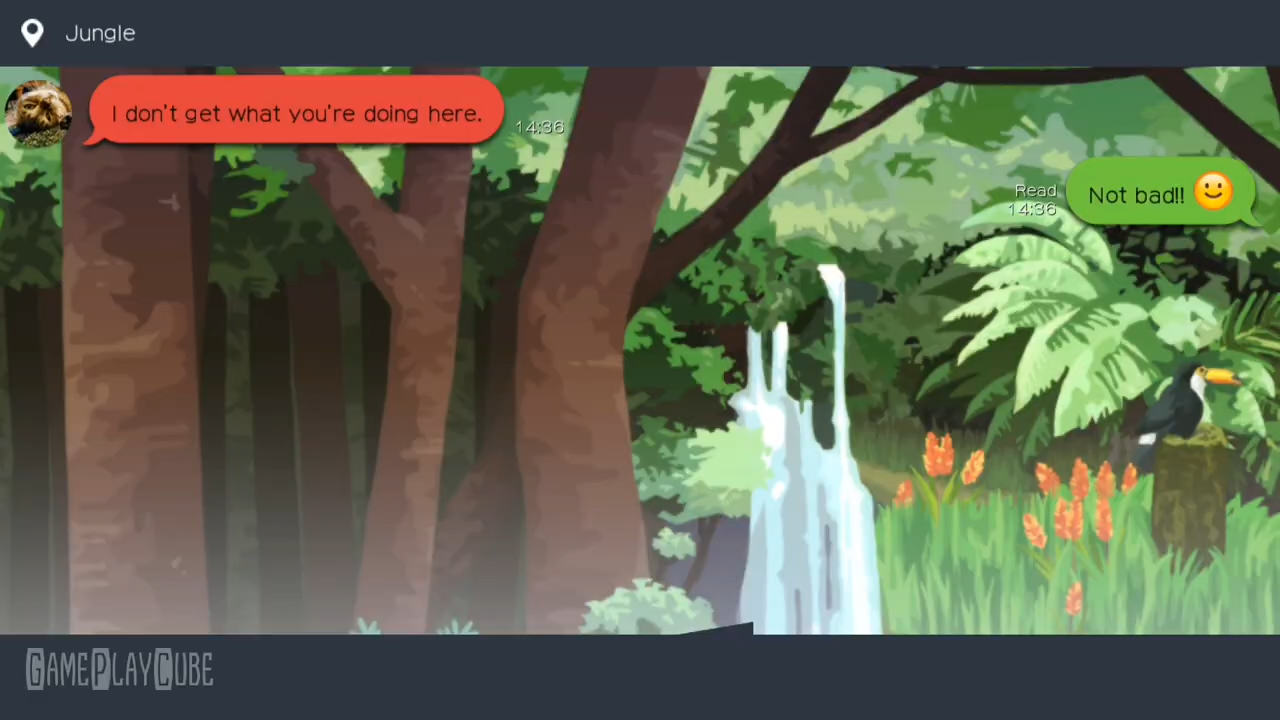 Jungle
I don't get what you're doing here.
14:36
Read
14:36
Not bad!! 🙂
GAMEPLAYCUBE